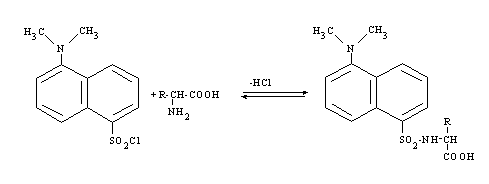 H₃C CH₃
N
SO₂Cl
+ R-CH-COOH
NH₂
-HCl
H₃C CH₃
N
R
SO₂-NH-CH
COOH